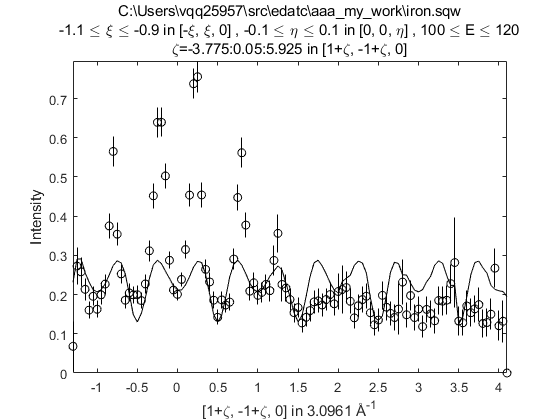 C:\Users\vqq25957\src\edatc\aaa_my_work\iron.sqw
-1.1 ≤ ξ ≤ -0.9 in [-ξ, ξ, 0] , -0.1 ≤ η ≤ 0.1 in [0, 0, η] , 100 ≤ E ≤ 120
ζ=-3.775:0.05:5.925 in [1+ζ, -1+ζ, 0]
0.7
0.6
0.5
0.4
0.3
0.2
0.1
0
Intensity
-1 -0.5 0 0.5 1 1.5 2 2.5 3 3.5 4
[1+ζ, -1+ζ, 0] in 3.0961 Å⁻¹